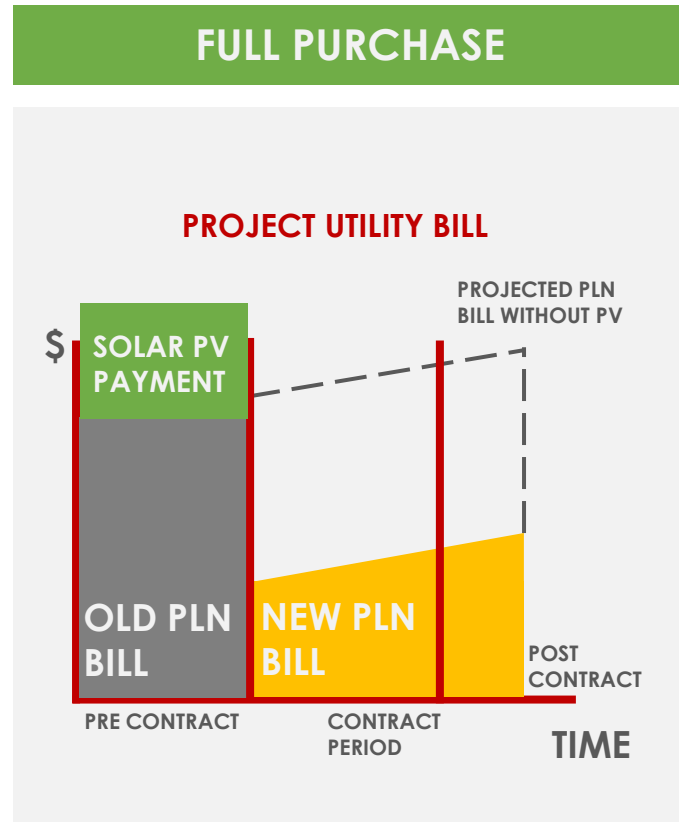 FULL PURCHASE
PROJECT UTILITY BILL
PROJECTED PLN
BILL WITHOUT PV
$
SOLAR PV
PAYMENT
OLD PLN
BILL
NEW PLN
BILL
POST
CONTRACT
PRE CONTRACT
CONTRACT
PERIOD
TIME